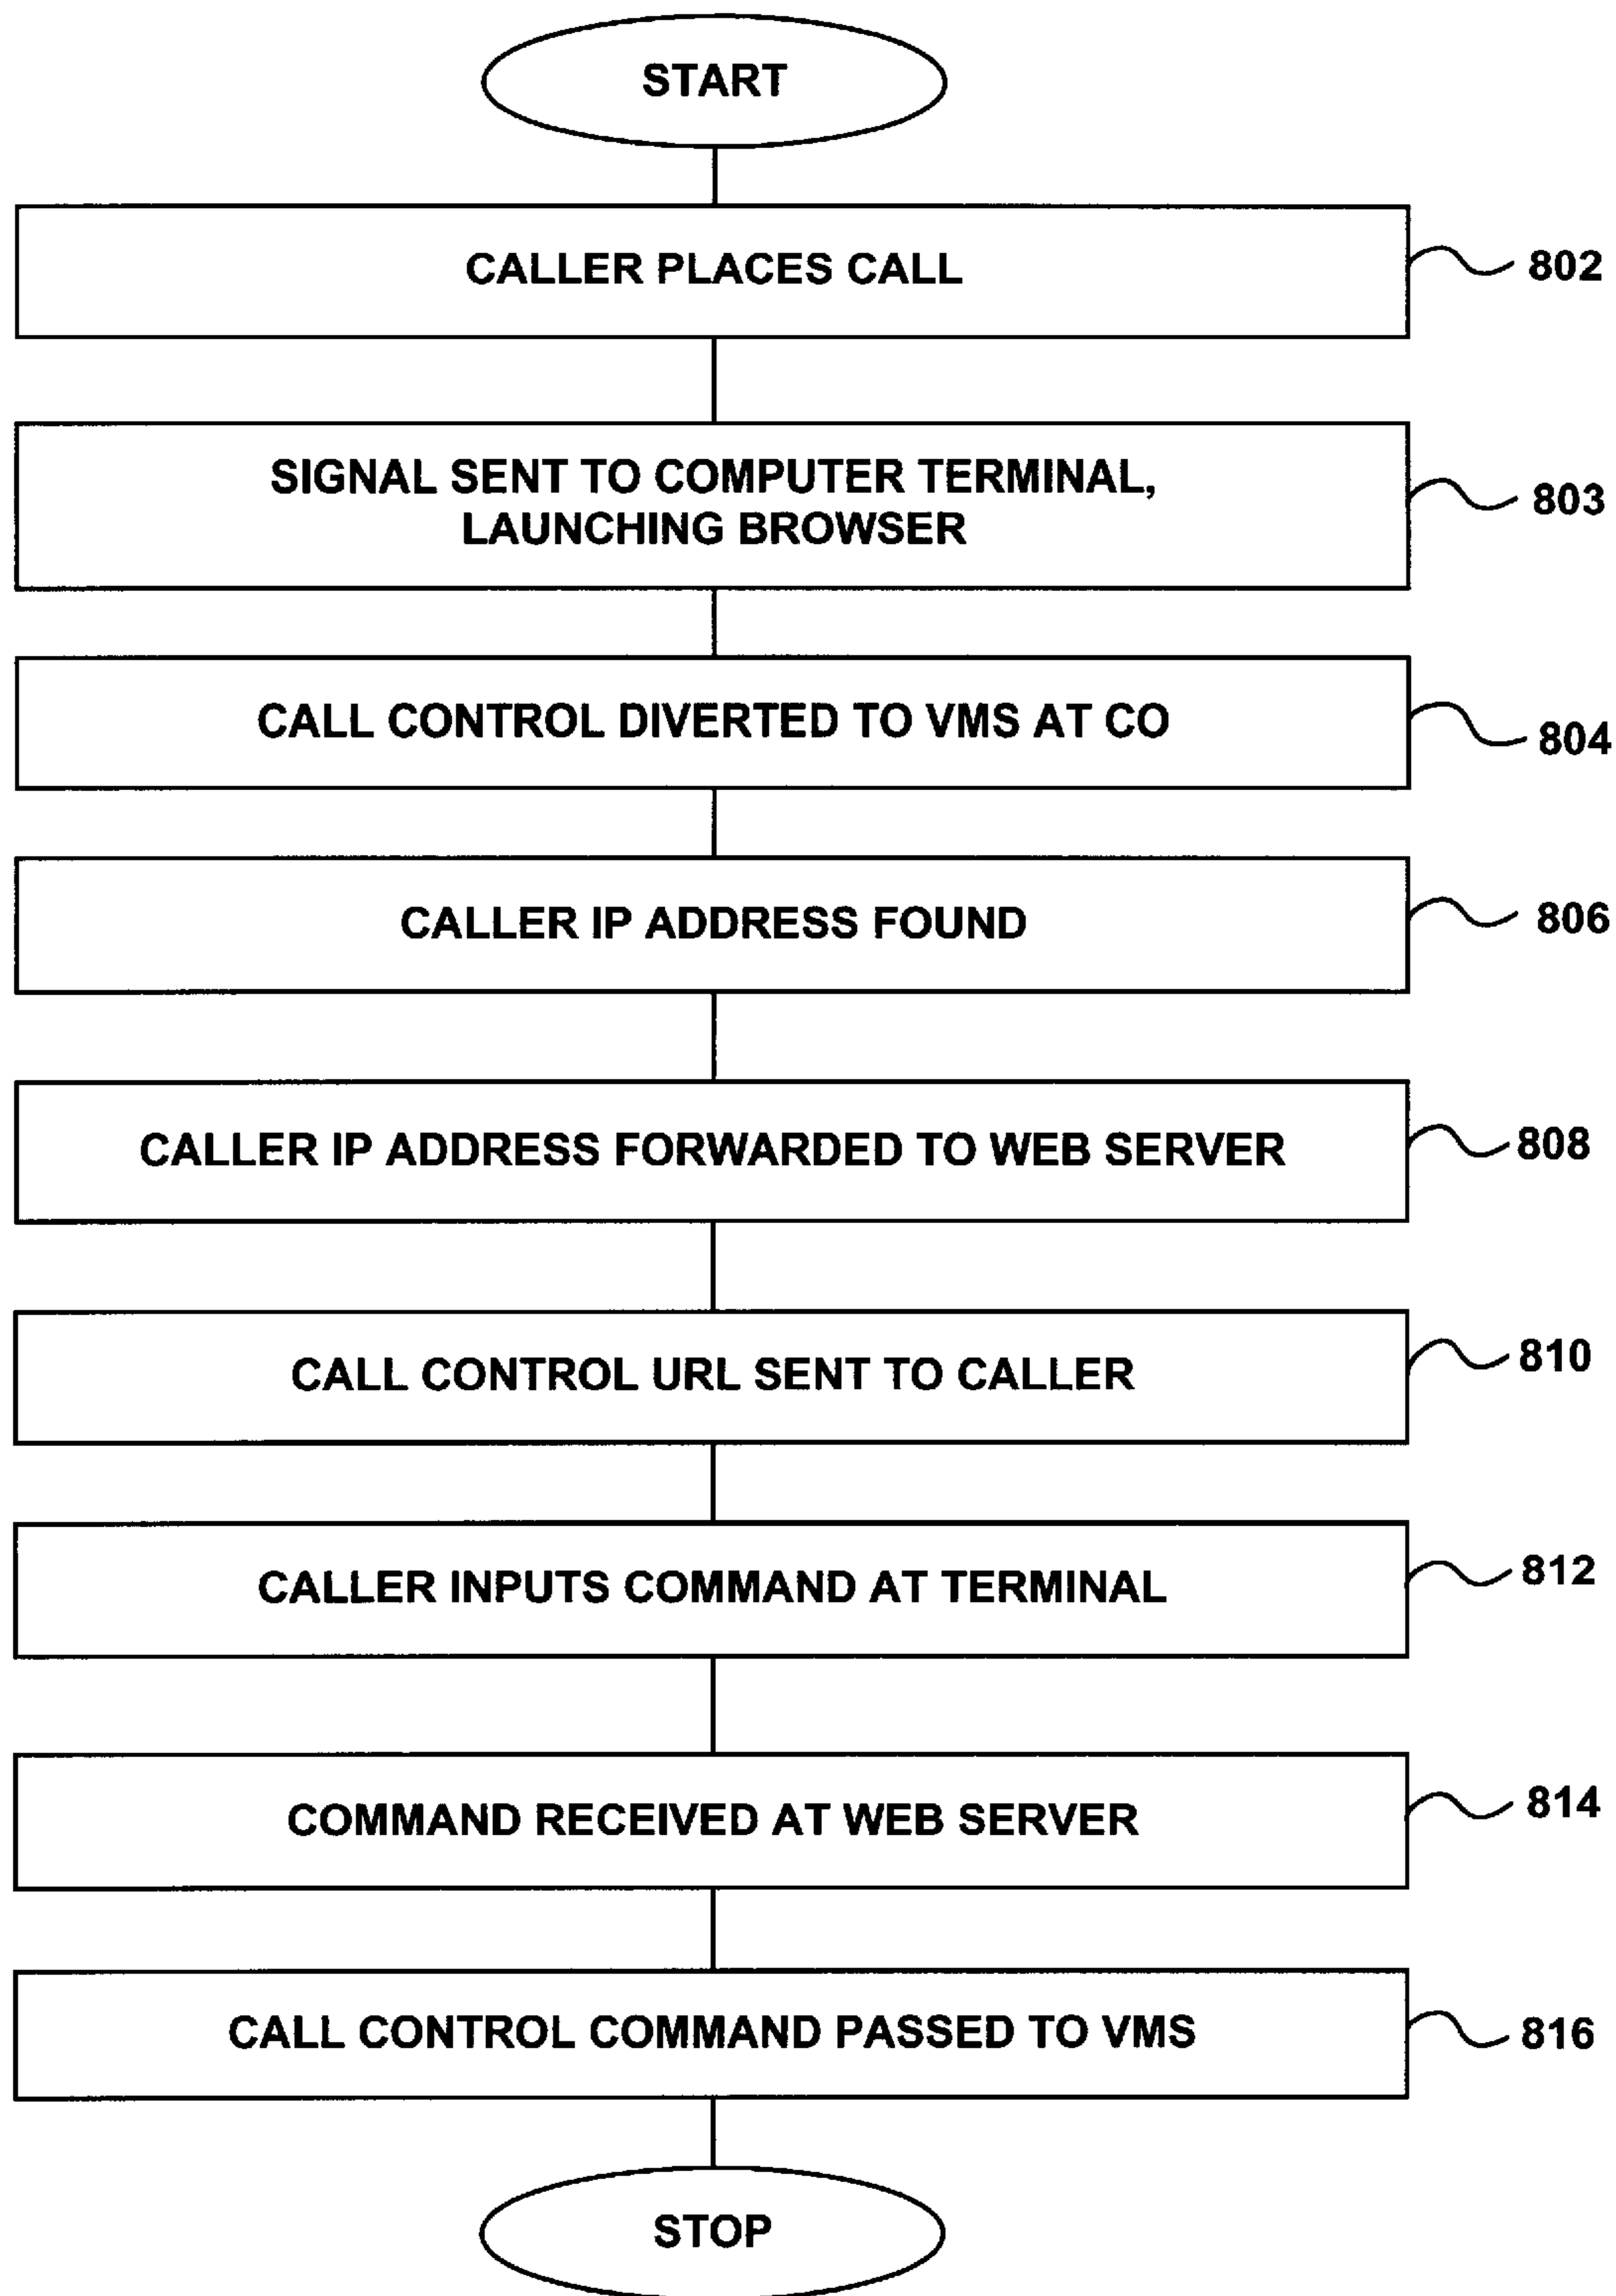 START
CALLER PLACES CALL
802
SIGNAL SENT TO COMPUTER TERMINAL,
LAUNCHING BROWSER
803
CALL CONTROL DIVERTED TO VMS AT CO
804
CALLER IP ADDRESS FOUND
806
CALLER IP ADDRESS FORWARDED TO WEB SERVER
808
CALL CONTROL URL SENT TO CALLER
810
CALLER INPUTS COMMAND AT TERMINAL
812
COMMAND RECEIVED AT WEB SERVER
814
CALL CONTROL COMMAND PASSED TO VMS
816
STOP